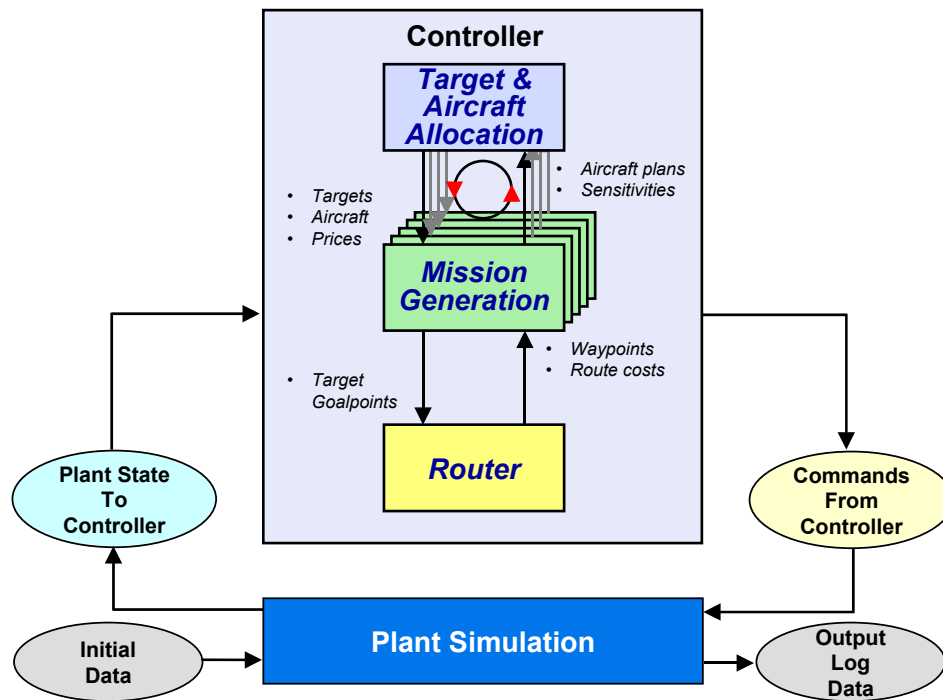 Controller
Target &
Aircraft
Allocation
• Targets
• Aircraft
• Prices
• Aircraft plans
• Sensitivities
Mission
Generation
• Target
Goalpoints
• Waypoints
• Route costs
Router
Plant State
To
Controller
Commands
From
Controller
Plant Simulation
Initial
Data
Output
Log
Data